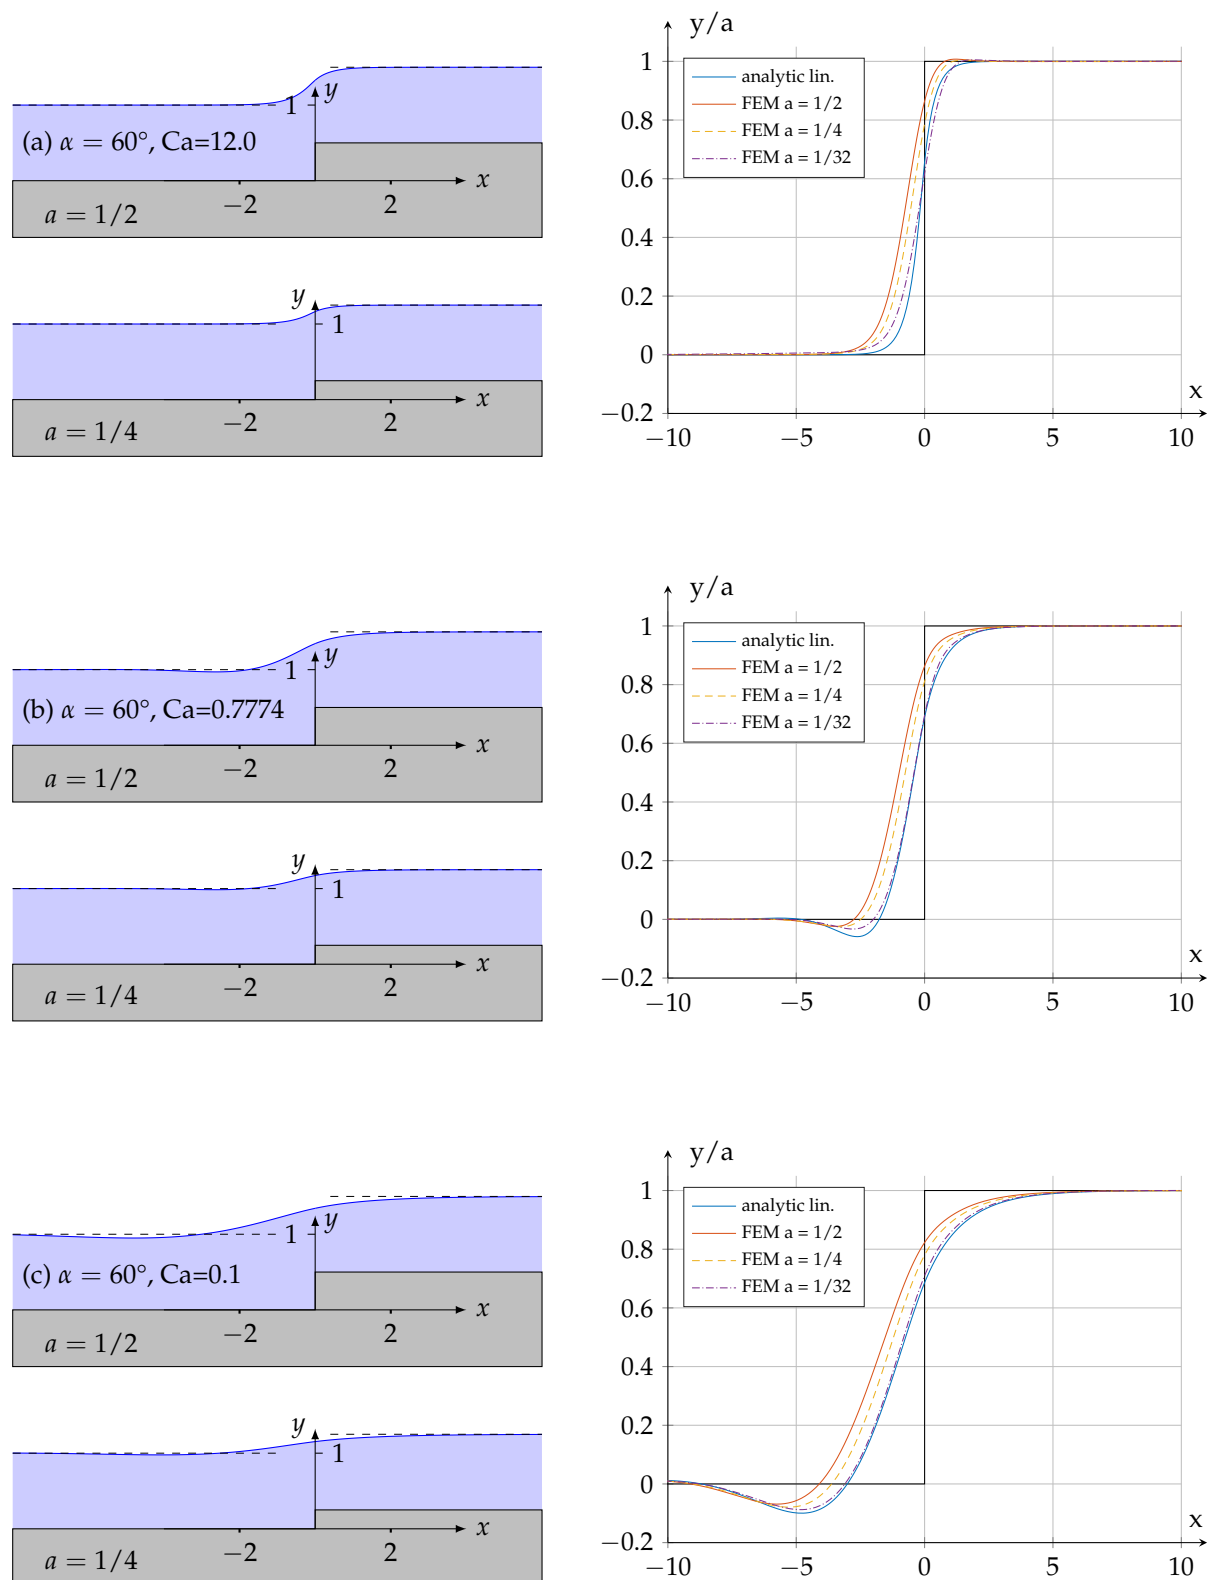 y
1
(a) α = 60°, Ca=12.0
x
−2
2
a = 1/2
y
1
x
−2
2
a = 1/4
y/a
1
0.8
0.6
0.4
0.2
0
−0.2
analytic lin.
FEM a = 1/2
FEM a = 1/4
FEM a = 1/32
x
−10
−5
0
5
10
y
1
(b) α = 60°, Ca=0.7774
x
−2
2
a = 1/2
y
1
x
−2
2
a = 1/4
y/a
1
0.8
0.6
0.4
0.2
0
−0.2
analytic lin.
FEM a = 1/2
FEM a = 1/4
FEM a = 1/32
x
−10
−5
0
5
10
y
1
(c) α = 60°, Ca=0.1
x
−2
2
a = 1/2
y
1
x
−2
2
a = 1/4
y/a
1
0.8
0.6
0.4
0.2
0
−0.2
analytic lin.
FEM a = 1/2
FEM a = 1/4
FEM a = 1/32
x
−10
−5
0
5
10